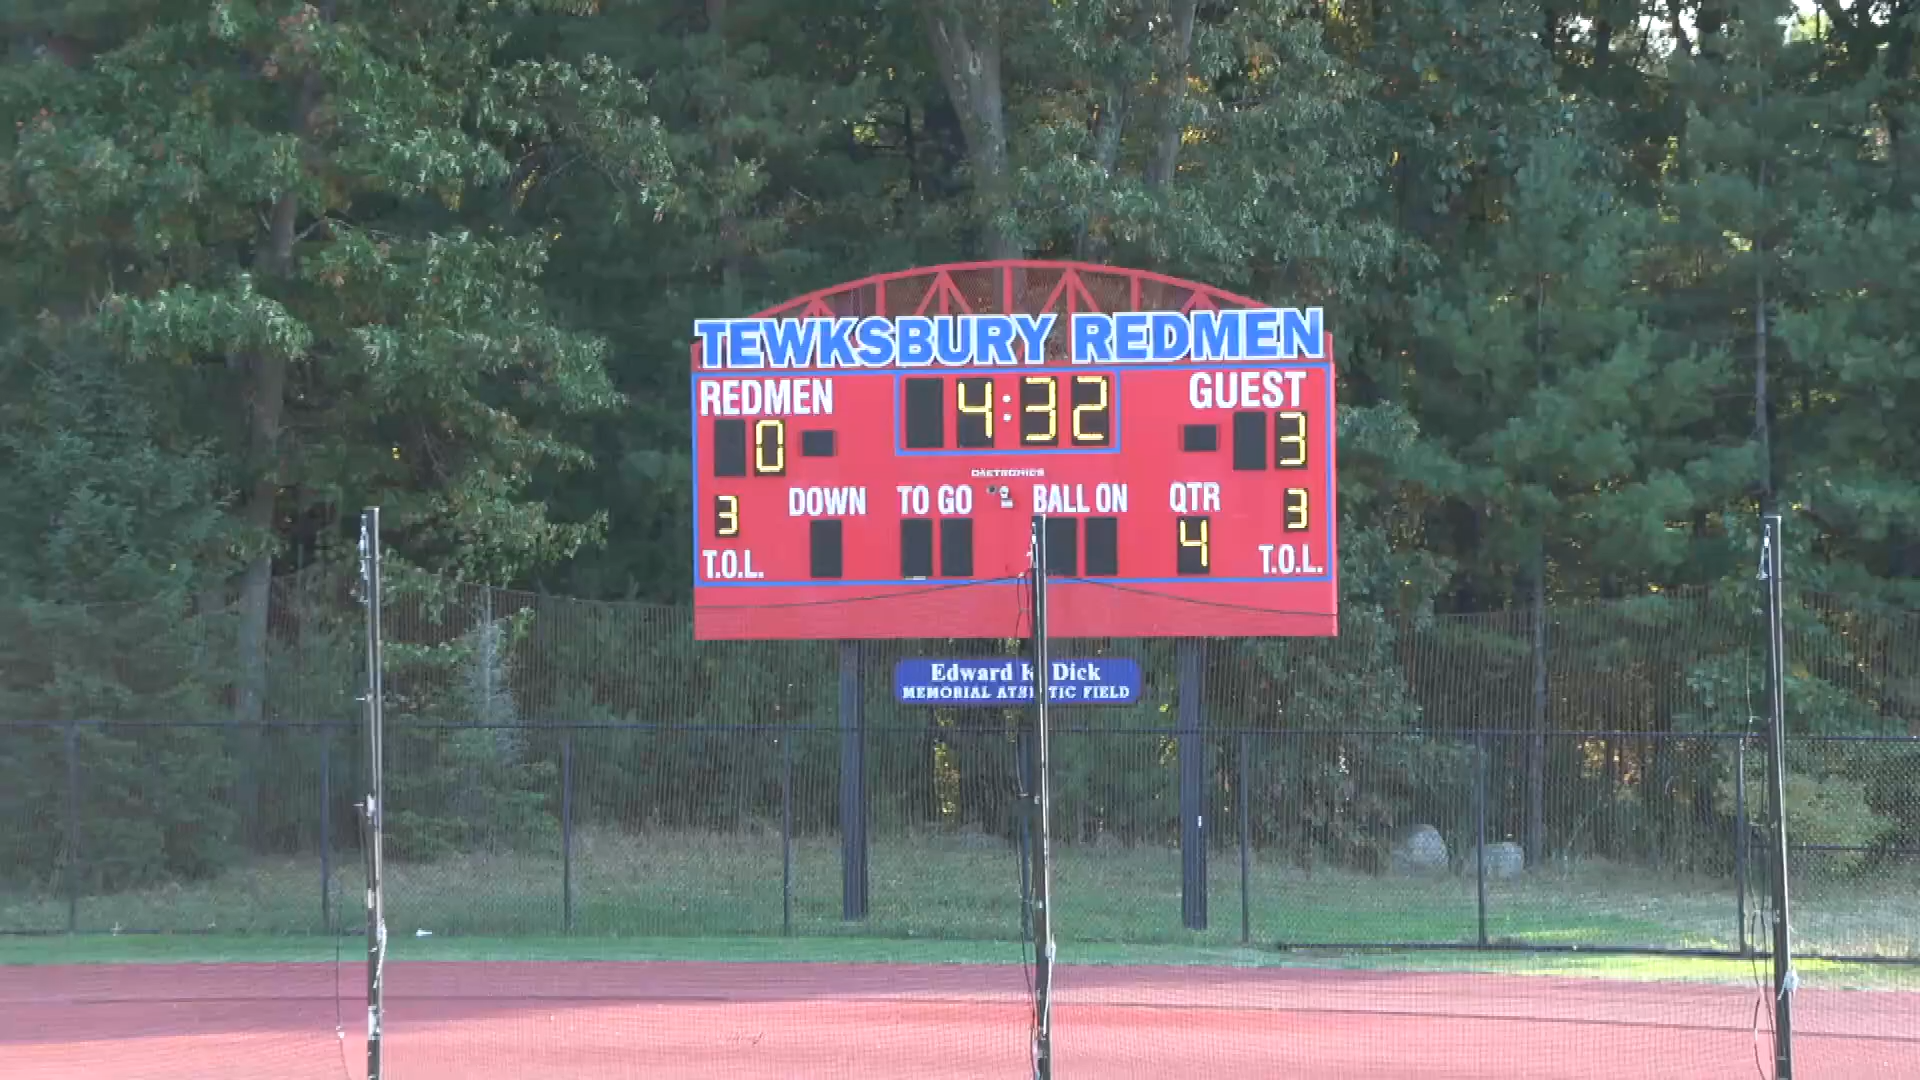 TEWKSBURY REDMEN
REDMEN 4:32 GUEST
0 3
DAKTRONICS
3 DOWN TO GO BALL ON QTR 3
T.O.L. 4 T.O.L.
Edward K. Dick
MEMORIAL ATHLETIC FIELD